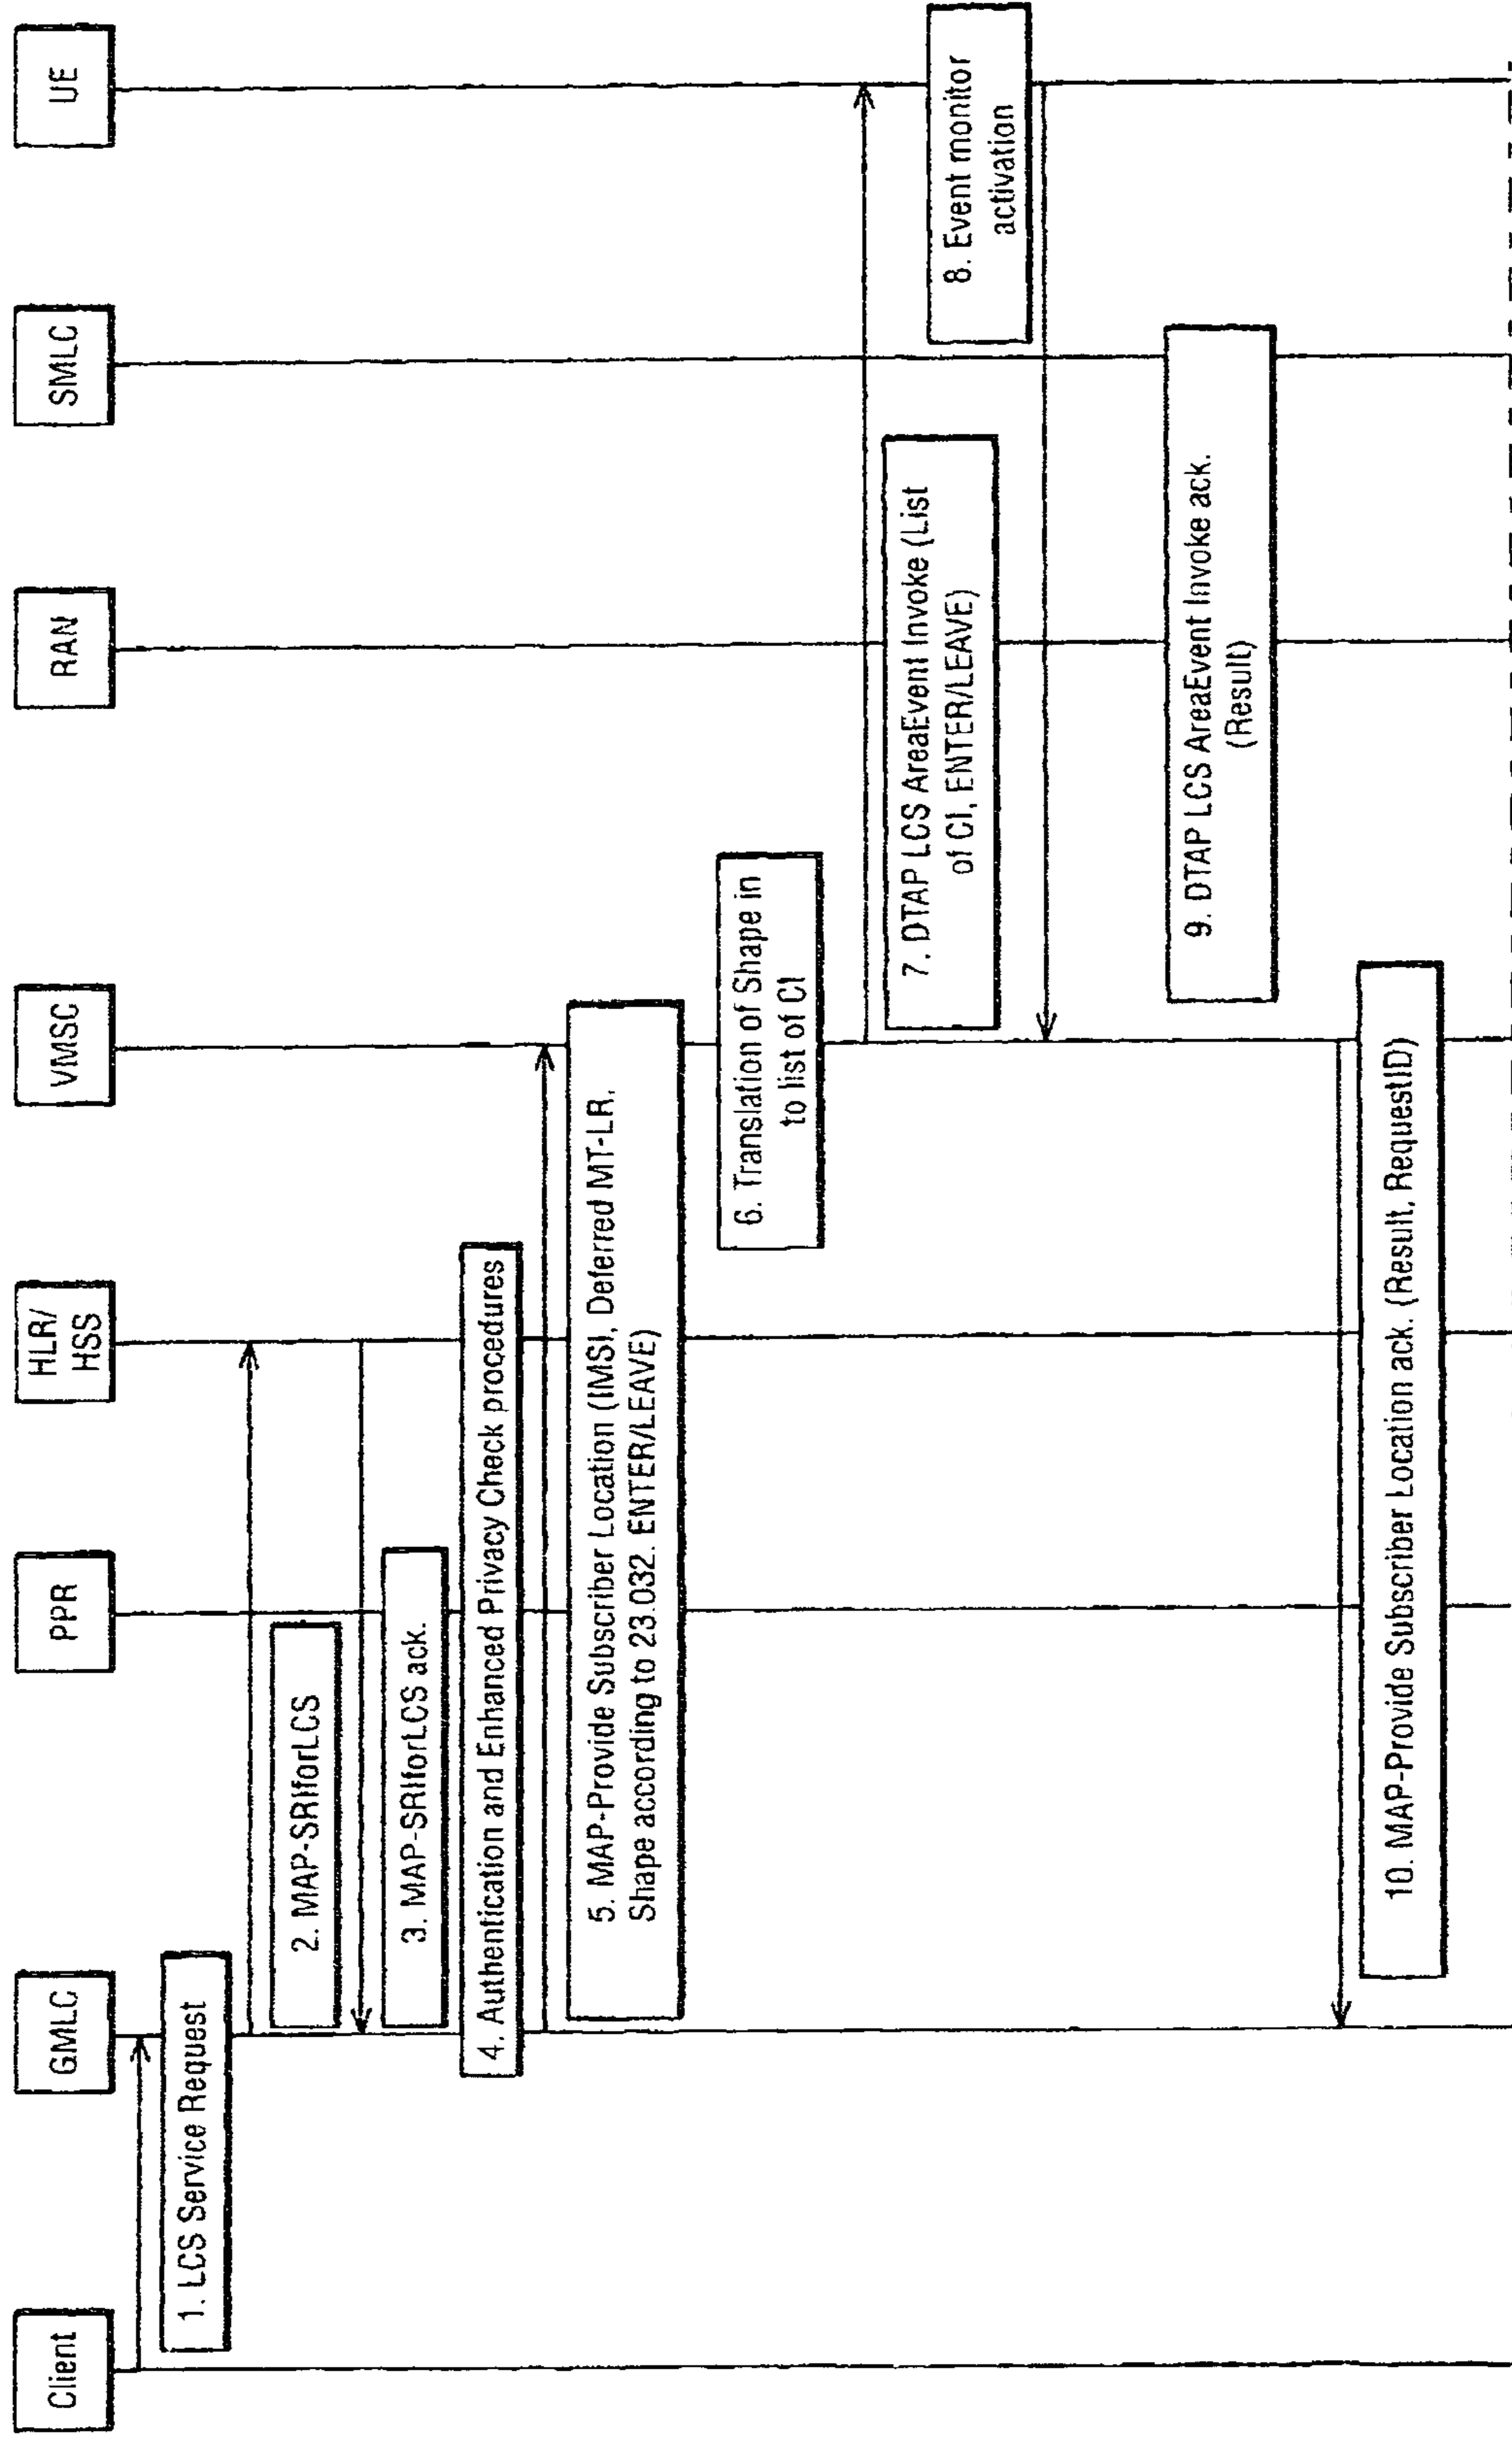 Client
GMLC
PPR
HLR/
HSS
VMSC
RAN
SMLC
UE
1. LCS Service Request
2. MAP-SRIforLCS
3. MAP-SRIforLCS ack.
4. Authentication and Enhanced Privacy Check procedures
5. MAP-Provide Subscriber Location (IMSI, Deferred MT-LR,
Shape according to 23.032. ENTER/LEAVE)
6. Translation of Shape in
to list of CI
7. DTAP LCS AreaEvent Invoke (List
of CI, ENTER/LEAVE)
8. Event monitor
activation
9. DTAP LCS AreaEvent Invoke ack.
(Result)
10. MAP-Provide Subscriber Location ack. (Result, RequestID)